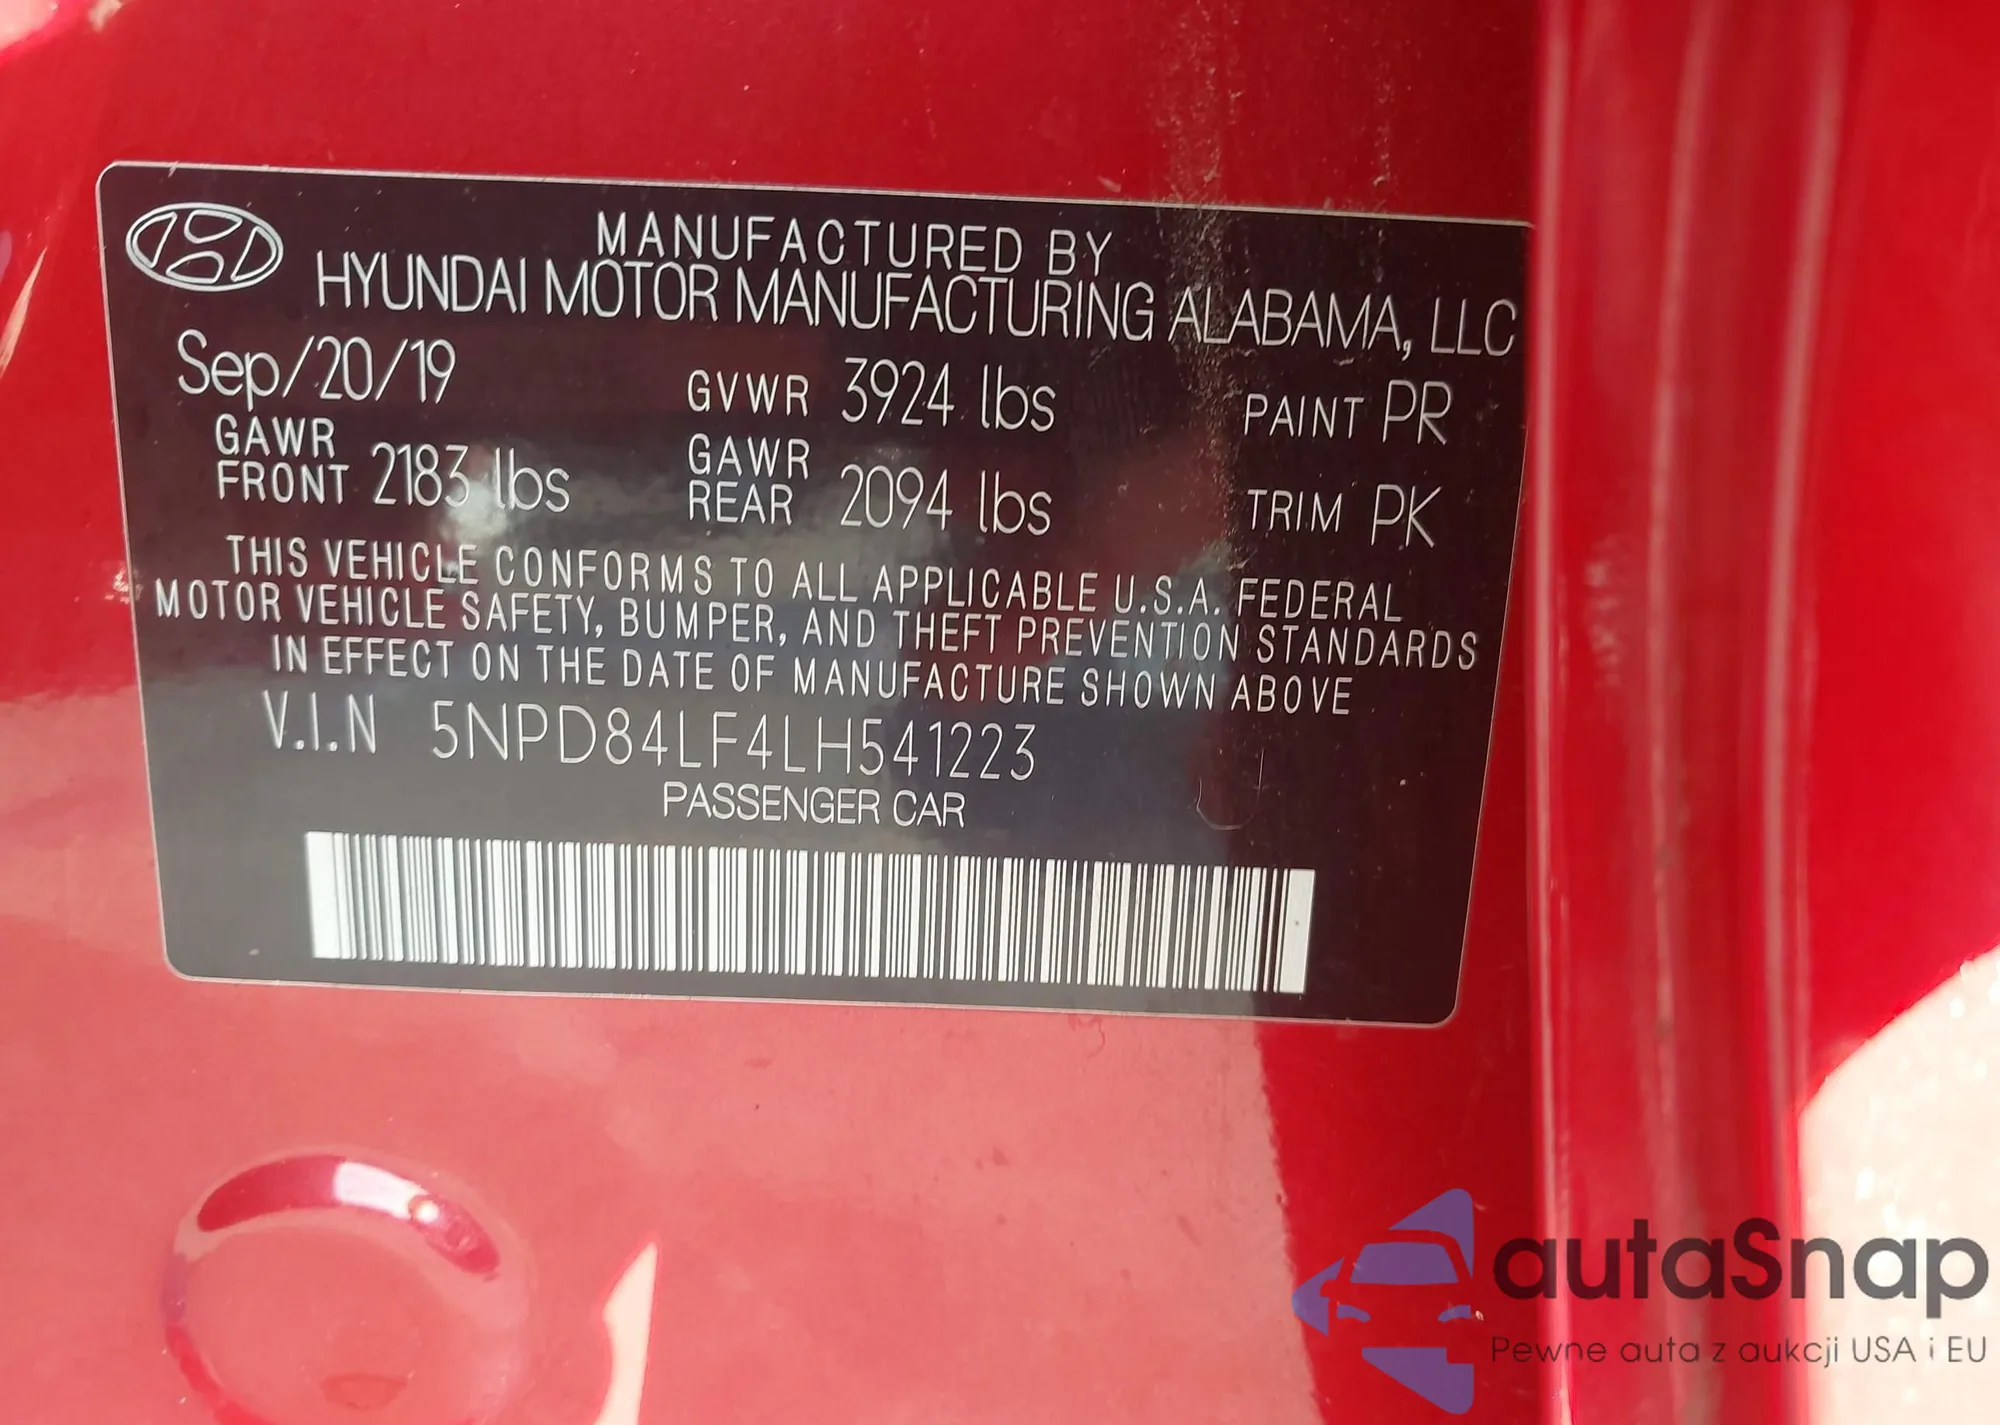 MANUFACTURED BY
HYUNDAI MOTOR MANUFACTURING ALABAMA, LLC
Sep/20/19 GVWR 3924 lbs PAINT PR
GAWR FRONT 2183 lbs GAWR REAR 2094 lbs TRIM PK
THIS VEHICLE CONFORMS TO ALL APPLICABLE U.S.A. FEDERAL
MOTOR VEHICLE SAFETY, BUMPER, AND THEFT PREVENTION STANDARDS
IN EFFECT ON THE DATE OF MANUFACTURE SHOWN ABOVE
V.I.N 5NPD84LF4LH541223
PASSENGER CAR
autaSnap
Pewne auta z aukcji USA i EU